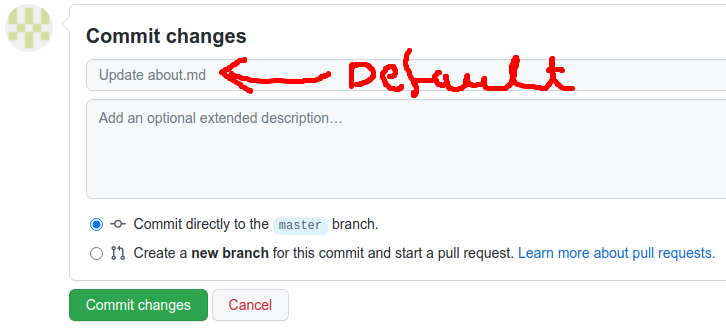 Commit changes
Update about.md Default
Add an optional extended description…
Commit directly to the master branch.
Create a new branch for this commit and start a pull request. Learn more about pull requests.
Commit changes Cancel